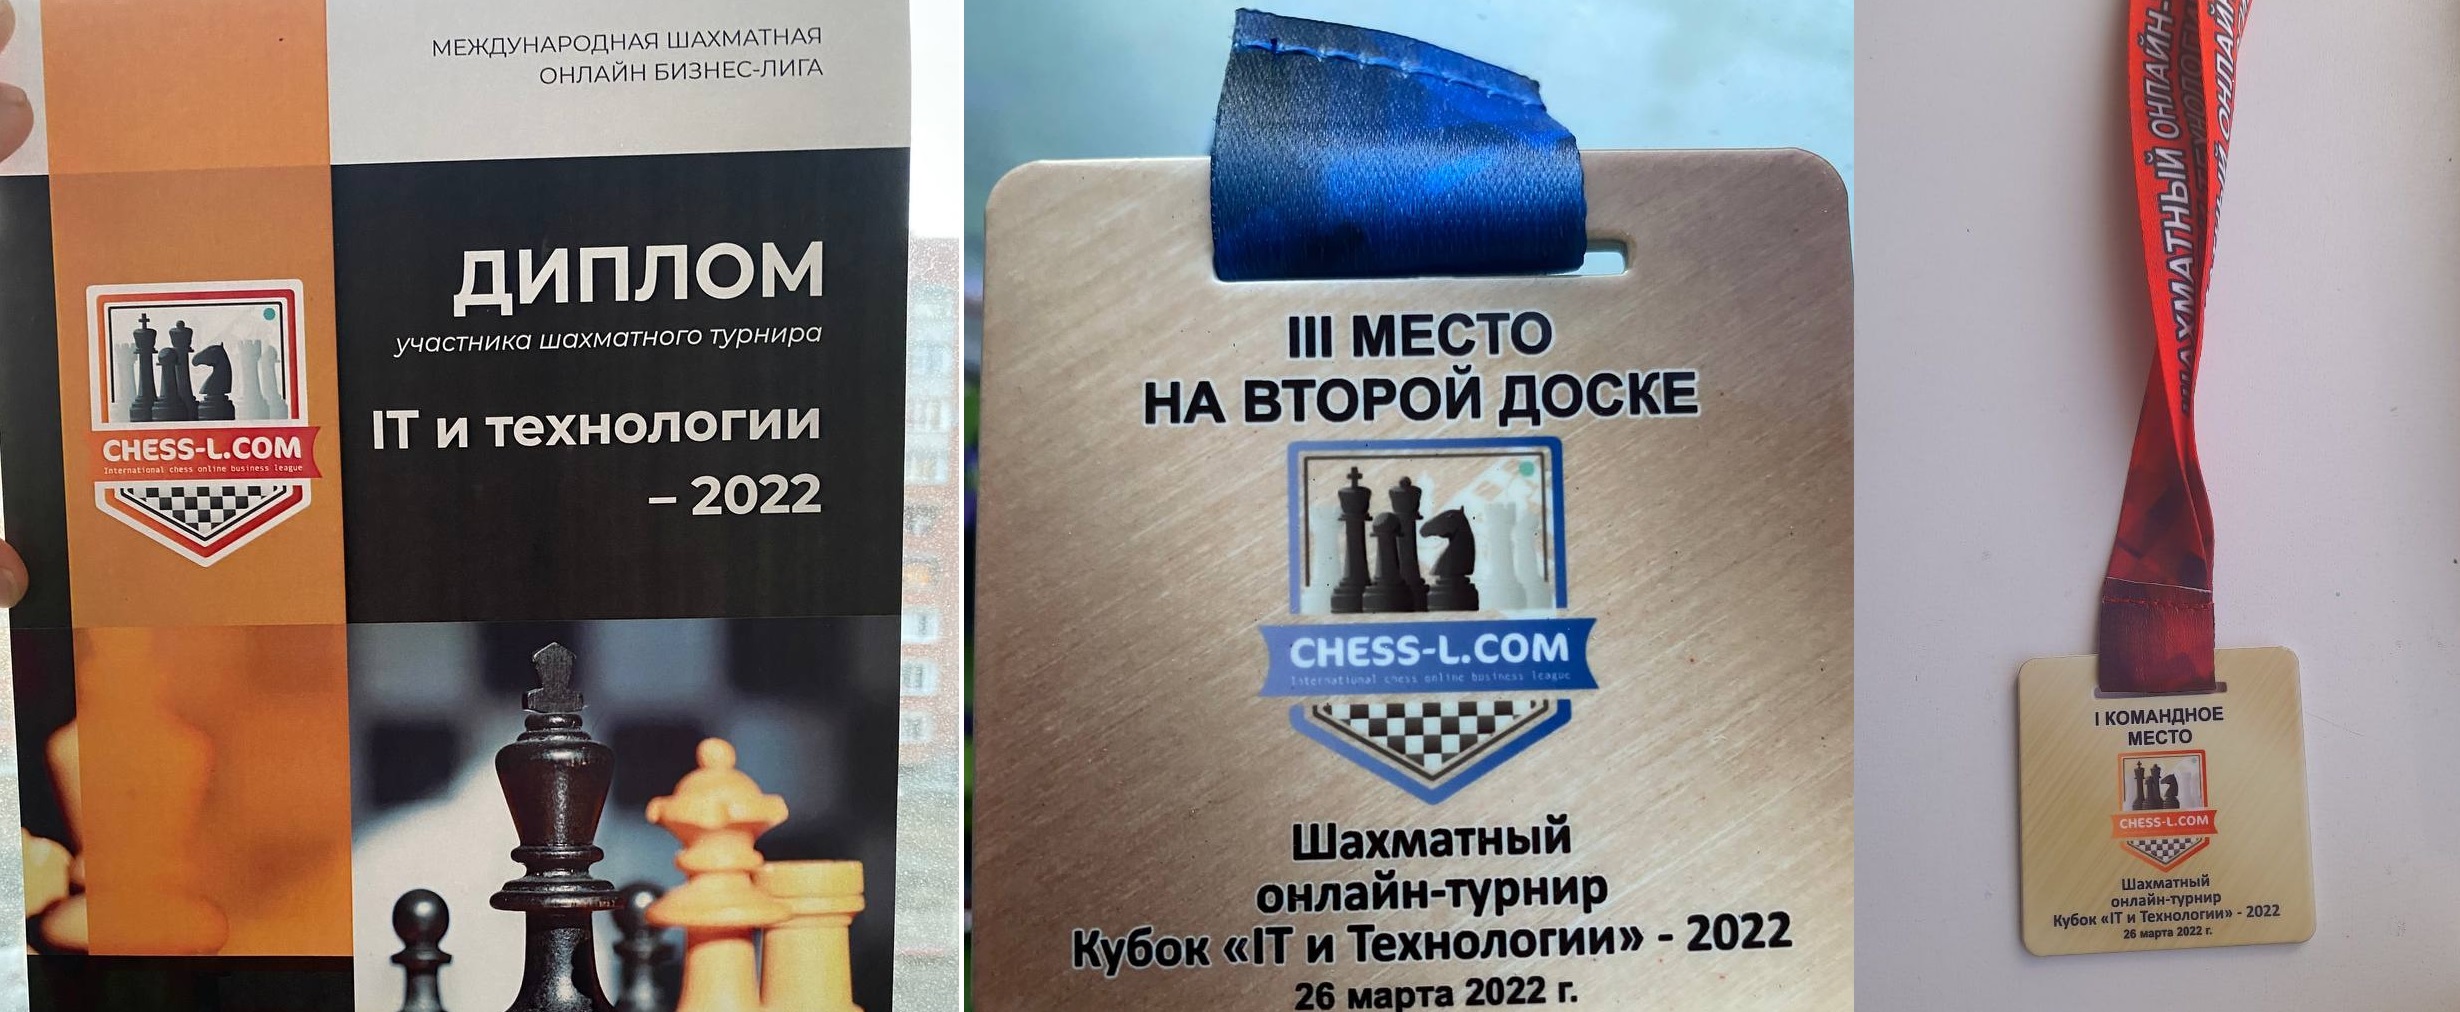 МЕЖДУНАРОДНАЯ ШАХМАТНАЯ
ОНЛАЙН БИЗНЕС-ЛИГА
ДИПЛОМ
участника шахматного турнира
IT и технологии
– 2022
CHESS-L.COM
International chess online business league
III МЕСТО
НА ВТОРОЙ ДОСКЕ
CHESS-L.COM
International chess online business league
Шахматный
онлайн-турнир
Кубок «IT и Технологии» - 2022
26 марта 2022 г.
ШАХМАТНЫЙ ОНЛАЙН-
I КОМАНДНОЕ
МЕСТО
CHESS-L.COM
Шахматный
онлайн-турнир
Кубок «IT и Технологии» - 2022
26 марта 2022 г.